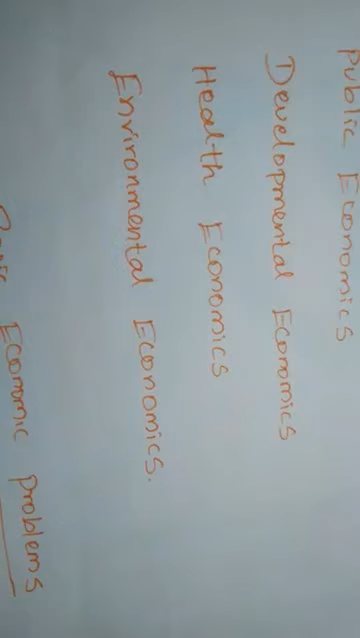 Public Economics
Developmental Economics
Health Economics
Environmental Economics.
Economic Problems